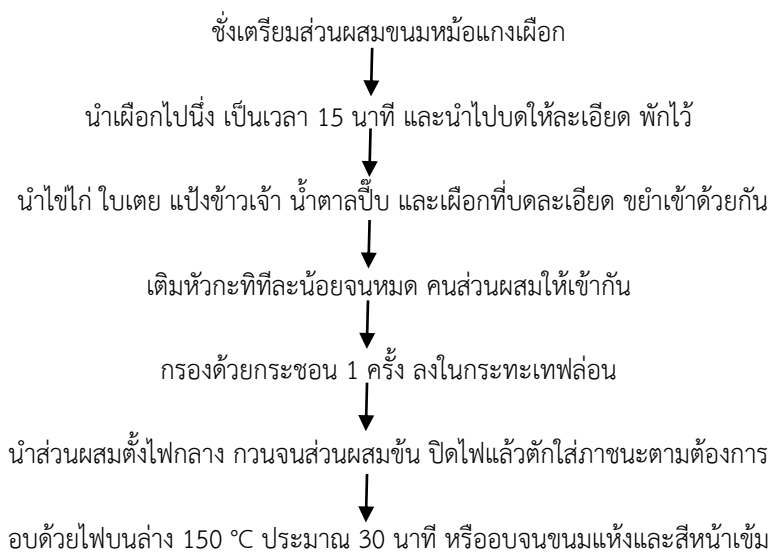 ชั่งเตรียมส่วนผสมขนมหม้อแกงเผือก
นำเผือกไปนึ่ง เป็นเวลา 15 นาที และนำไปบดให้ละเอียด พักไว้
นำไข่ไก่ ใบเตย แป้งข้าวเจ้า น้ำตาลปี๊บ และเผือกที่บดละเอียด ขยำเข้าด้วยกัน
เติมหัวกะทิทีละน้อยจนหมด คนส่วนผสมให้เข้ากัน
กรองด้วยกระชอน 1 ครั้ง ลงในกระทะเทฟล่อน
นำส่วนผสมตั้งไฟกลาง กวนจนส่วนผสมข้น ปิดไฟแล้วตักใส่ภาชนะตามต้องการ
อบด้วยไฟบนล่าง 150 °C ประมาณ 30 นาที หรืออบจนขนมแห้งและสีหน้าเข้ม